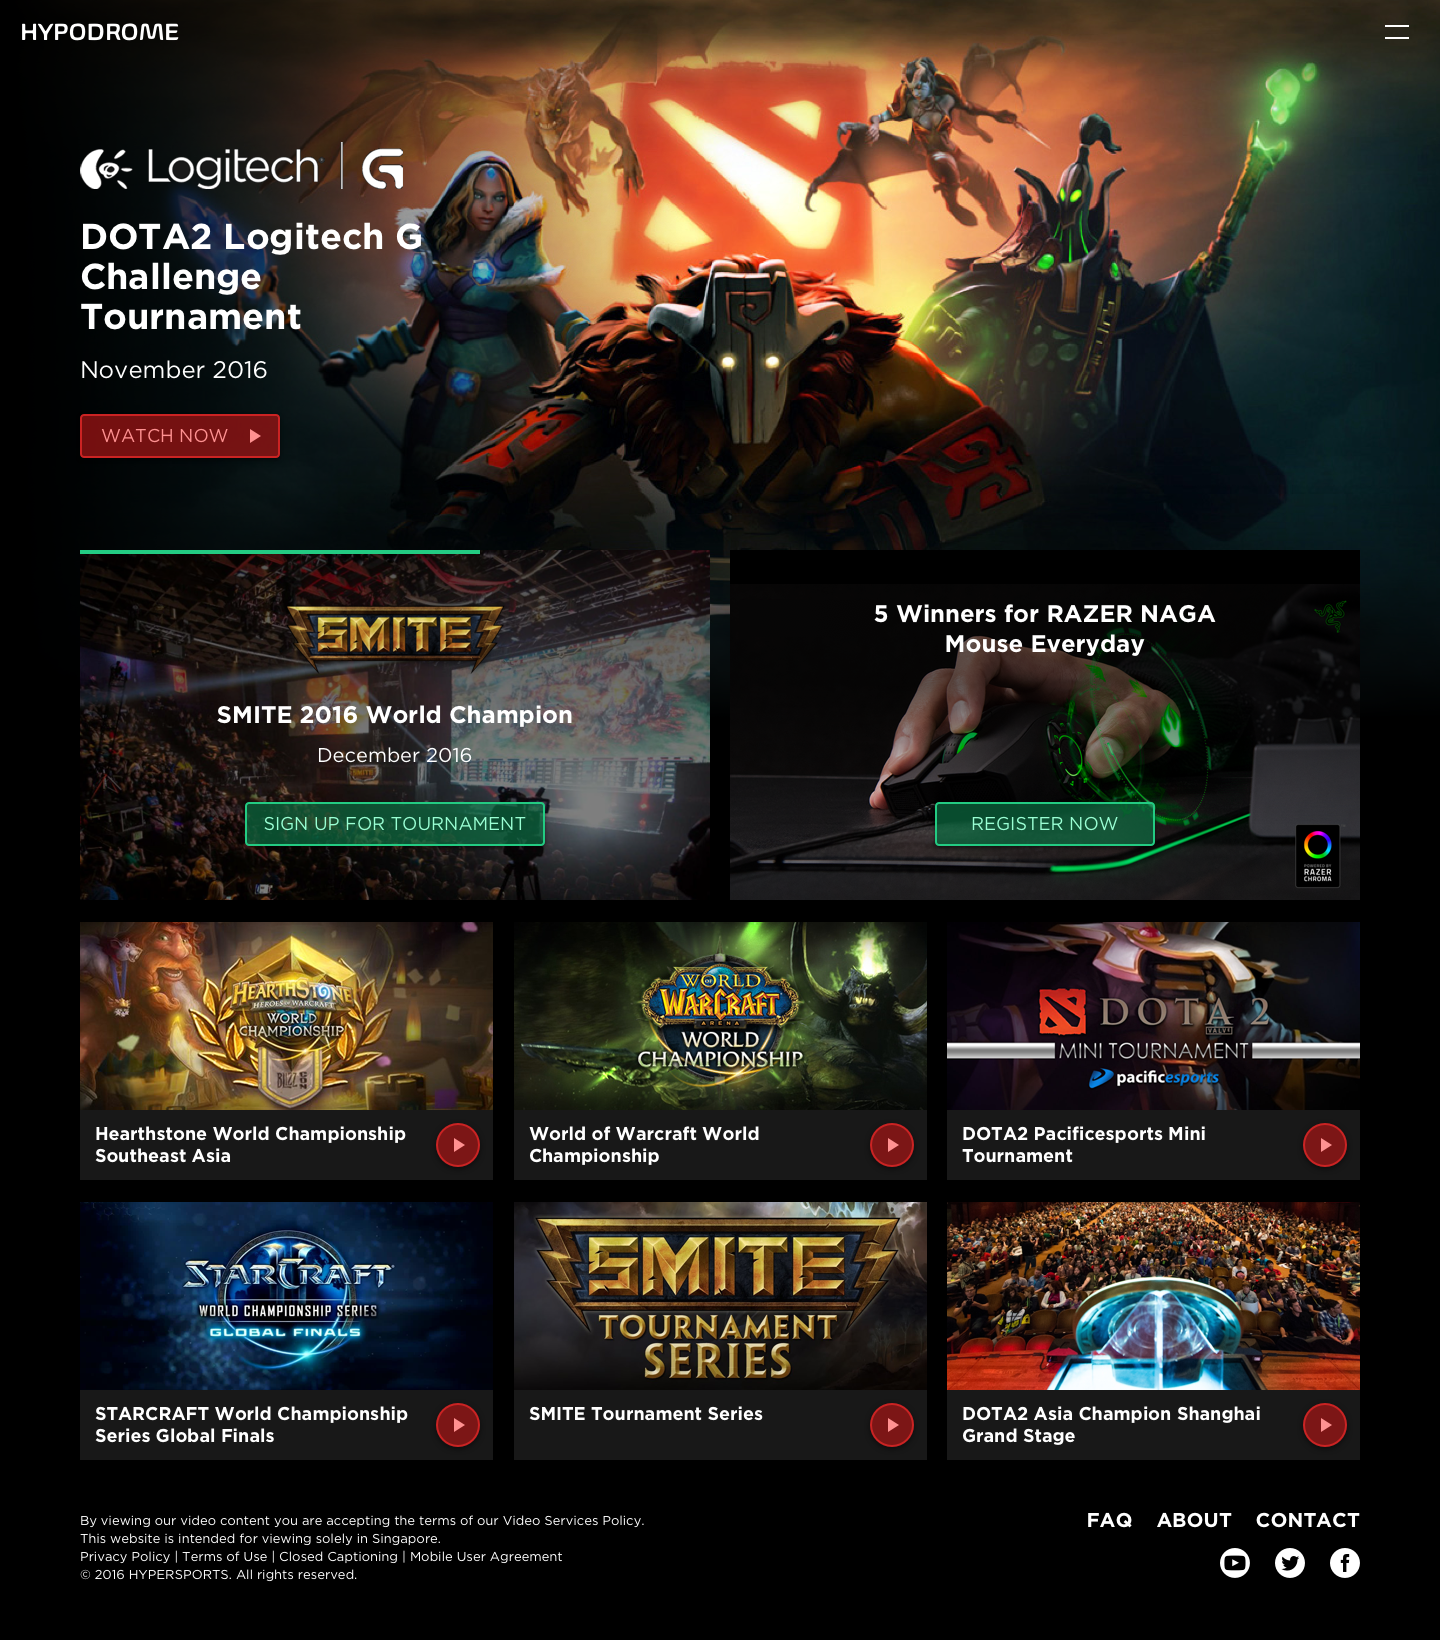 HYPODROME
Logitech | G
DOTA2 Logitech G
Challenge
Tournament
November 2016
WATCH NOW
SMITE
SMITE 2016 World Champion
December 2016
SIGN UP FOR TOURNAMENT
5 Winners for RAZER NAGA
Mouse Everyday
REGISTER NOW
POWERED BY
RAZER
CHROMA
HEARTHSTONE
HEROES OF WARCRAFT
WORLD
CHAMPIONSHIP
BLIZZCON
Hearthstone World Championship
Southeast Asia
WORLD
OF
WARCRAFT
ARENA
WORLD
CHAMPIONSHIP
World of Warcraft World
Championship
DOTA 2
VALVE
MINI TOURNAMENT
pacificesports
DOTA2 Pacificesports Mini
Tournament
STARCRAFT II
WORLD CHAMPIONSHIP SERIES
GLOBAL FINALS
STARCRAFT World Championship
Series Global Finals
SMITE
TOURNAMENT
SERIES
SMITE Tournament Series
DOTA2 Asia Champion Shanghai
Grand Stage
By viewing our video content you are accepting the terms of our Video Services Policy.
This website is intended for viewing solely in Singapore.
Privacy Policy | Terms of Use | Closed Captioning | Mobile User Agreement
© 2016 HYPERSPORTS. All rights reserved.
FAQ ABOUT CONTACT